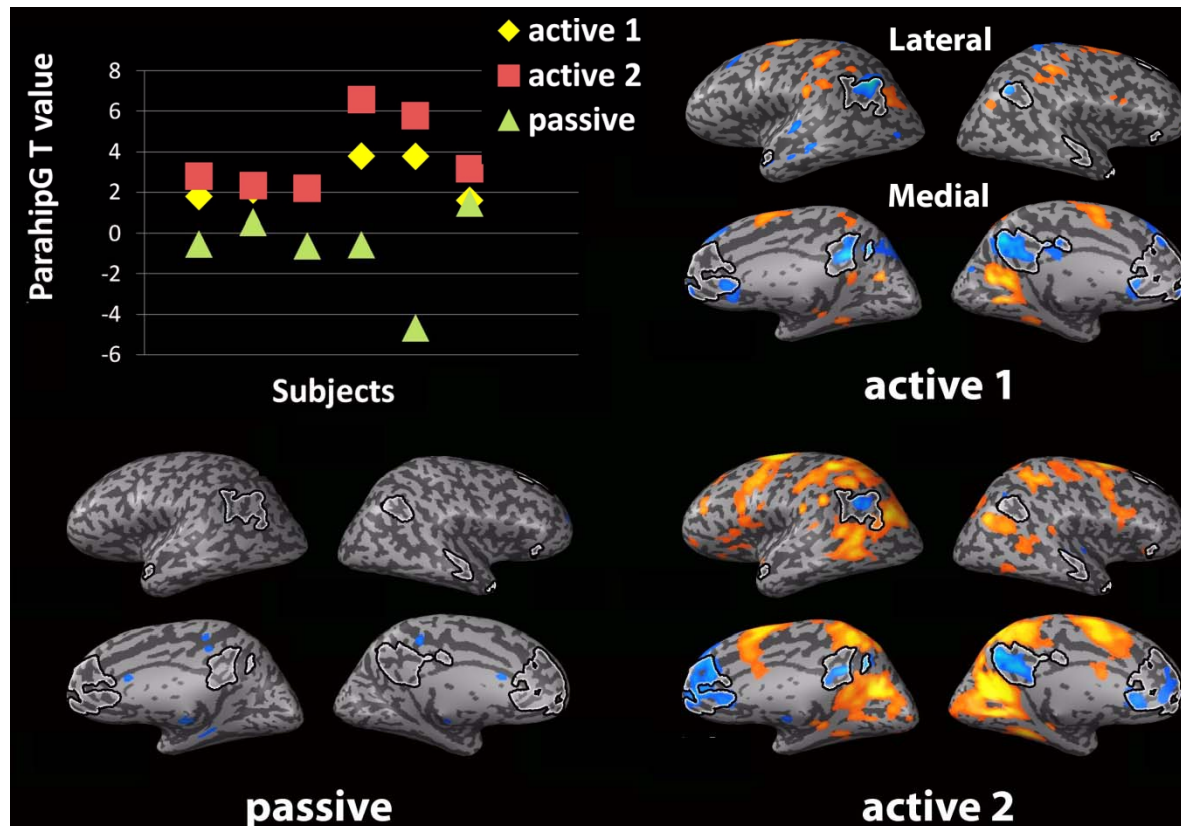 active 1
active 2
passive
8
6
4
2
0
-2
-4
-6
ParahipG T value
Subjects
Lateral
Medial
active 1
passive
active 2